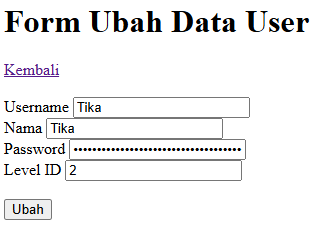 Form Ubah Data User
Kembali
Username Tika
Nama Tika
Password ••••••••••••••••••••••••••••••••••••
Level ID 2
Ubah